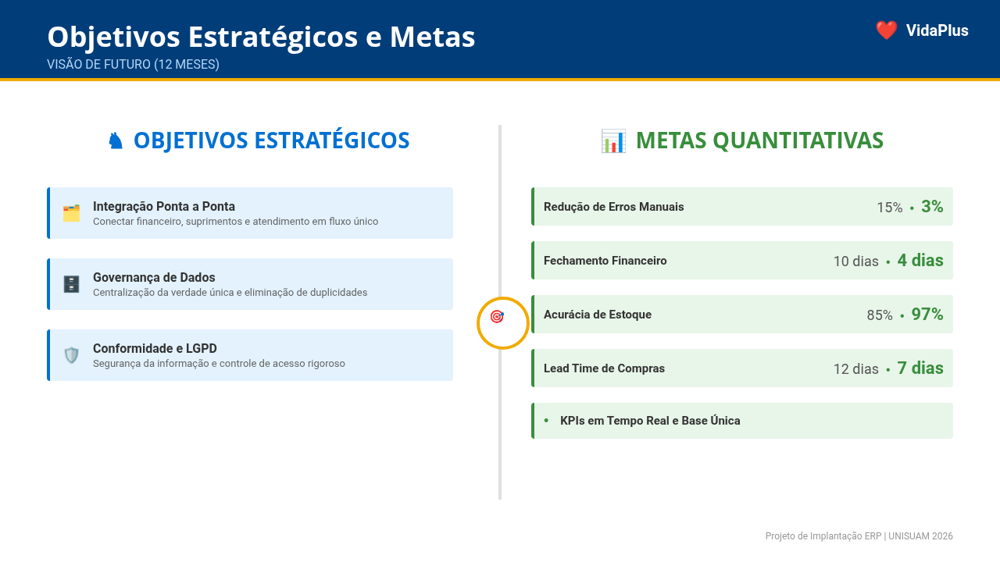 Objetivos Estratégicos e Metas
VISÃO DE FUTURO (12 MESES)
VidaPlus
OBJETIVOS ESTRATÉGICOS
Integração Ponta a Ponta
Conectar financeiro, suprimentos e atendimento em fluxo único
Governança de Dados
Centralização da verdade única e eliminação de duplicidades
Conformidade e LGPD
Segurança da informação e controle de acesso rigoroso
METAS QUANTITATIVAS
Redução de Erros Manuais 15% • 3%
Fechamento Financeiro 10 dias • 4 dias
Acurácia de Estoque 85% • 97%
Lead Time de Compras 12 dias • 7 dias
• KPIs em Tempo Real e Base Única
Projeto de Implantação ERP | UNISUAM 2026